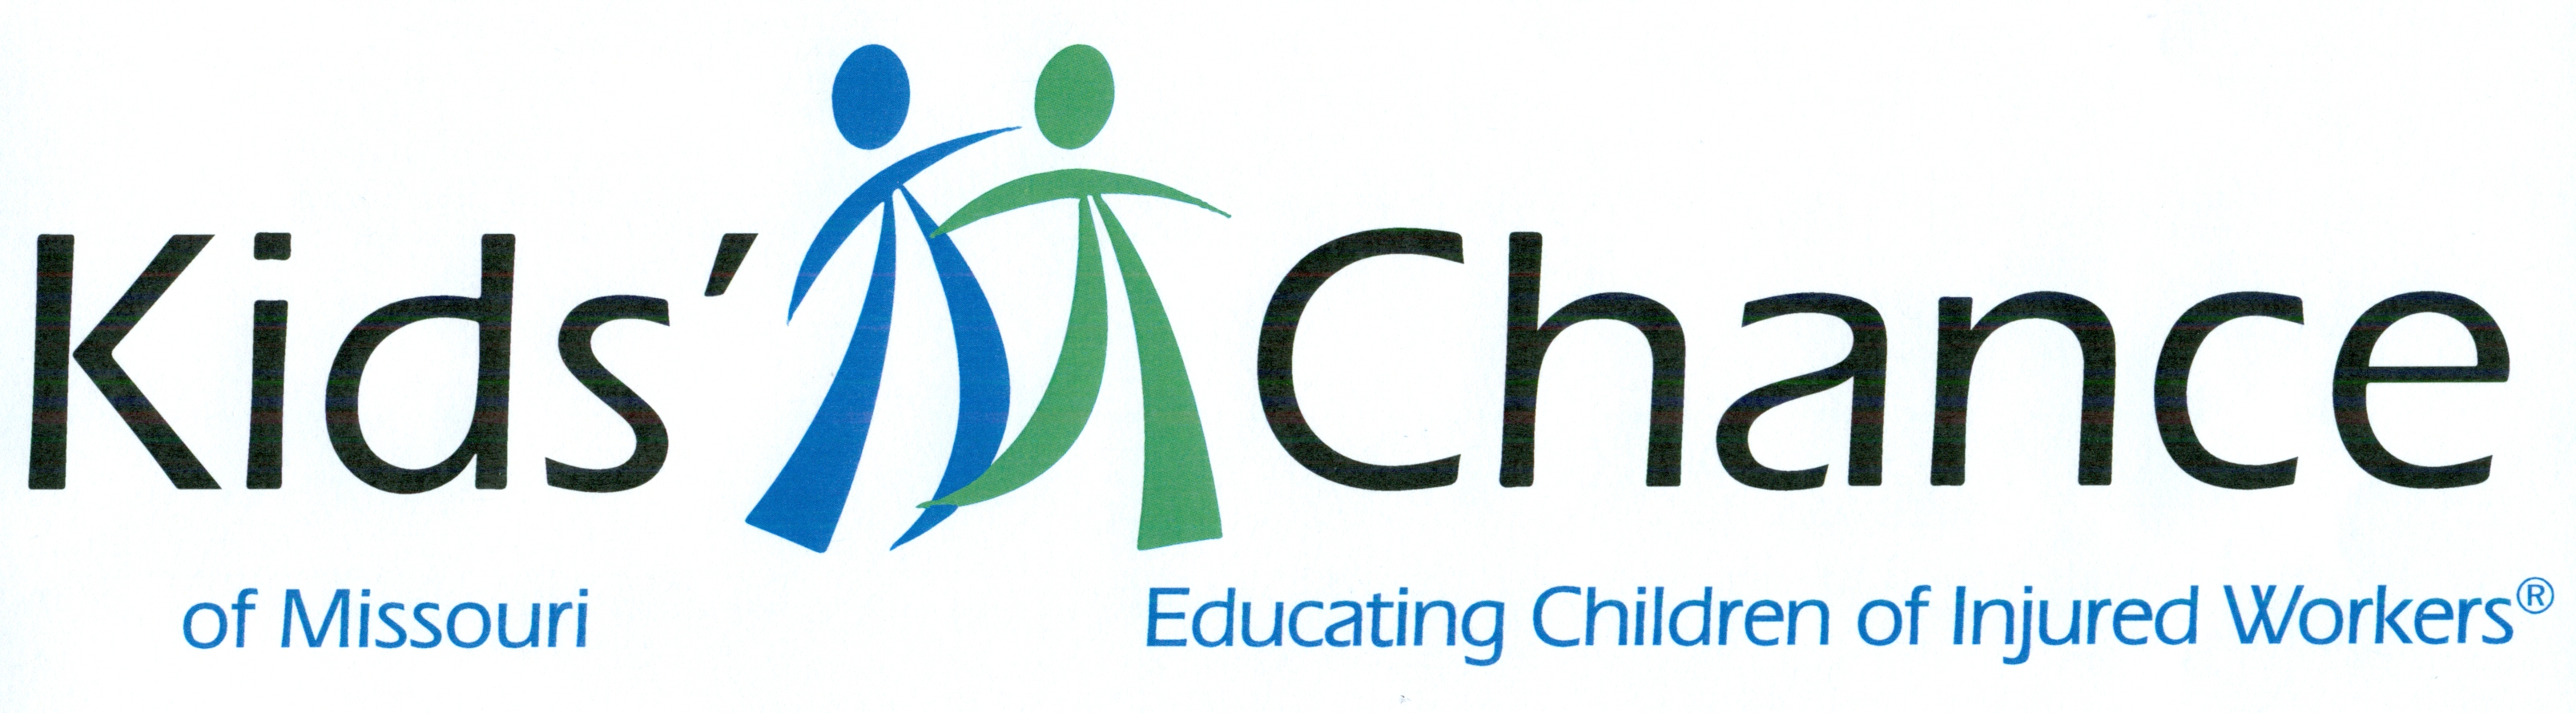 Kids' Chance
of Missouri
Educating Children of Injured Workers®